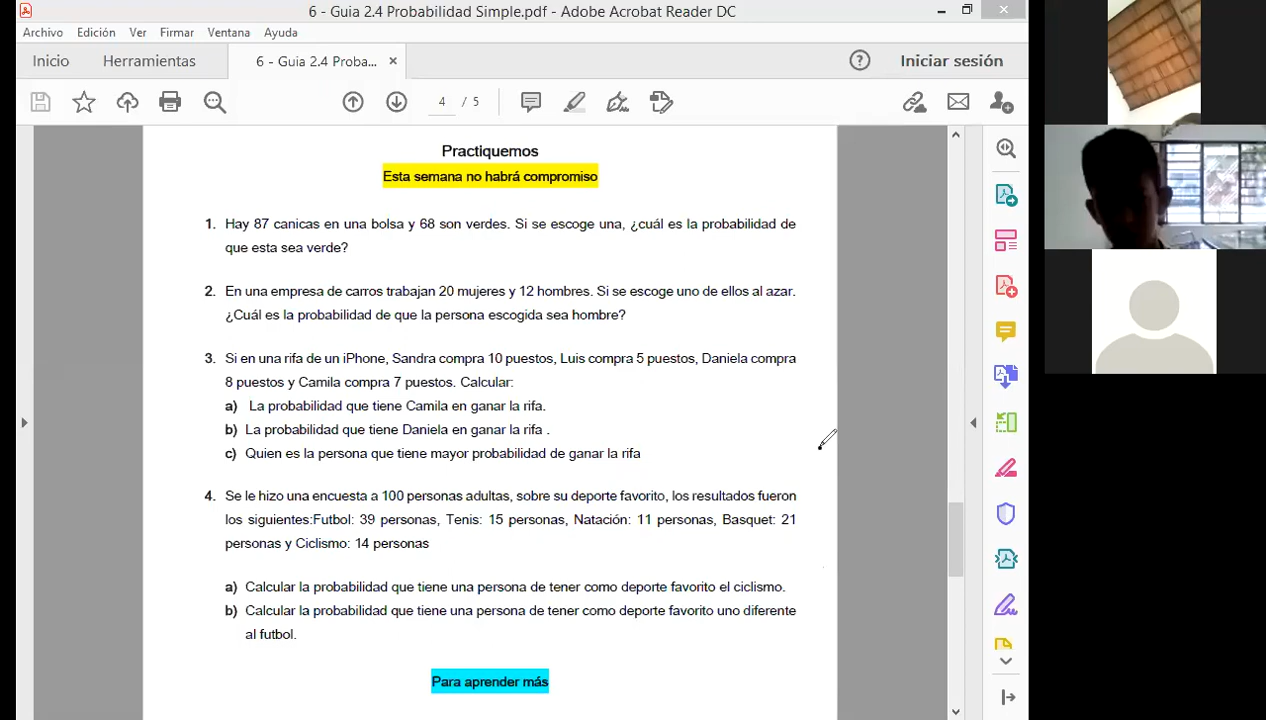 6 - Guia 2.4 Probabilidad Simple.pdf - Adobe Acrobat Reader DC
Archivo Edición Ver Firmar Ventana Ayuda
Inicio Herramientas 6 - Guia 2.4 Proba... × Iniciar sesión
4 / 5
Practiquemos
Esta semana no habrá compromiso
1. Hay 87 canicas en una bolsa y 68 son verdes. Si se escoge una, ¿cuál es la probabilidad de
que esta sea verde?
2. En una empresa de carros trabajan 20 mujeres y 12 hombres. Si se escoge uno de ellos al azar.
¿Cuál es la probabilidad de que la persona escogida sea hombre?
3. Si en una rifa de un iPhone, Sandra compra 10 puestos, Luis compra 5 puestos, Daniela compra
8 puestos y Camila compra 7 puestos. Calcular:
a) La probabilidad que tiene Camila en ganar la rifa.
b) La probabilidad que tiene Daniela en ganar la rifa .
c) Quien es la persona que tiene mayor probabilidad de ganar la rifa
4. Se le hizo una encuesta a 100 personas adultas, sobre su deporte favorito, los resultados fueron
los siguientes:Futbol: 39 personas, Tenis: 15 personas, Natación: 11 personas, Basquet: 21
personas y Ciclismo: 14 personas
a) Calcular la probabilidad que tiene una persona de tener como deporte favorito el ciclismo.
b) Calcular la probabilidad que tiene una persona de tener como deporte favorito uno diferente
al futbol.
Para aprender más